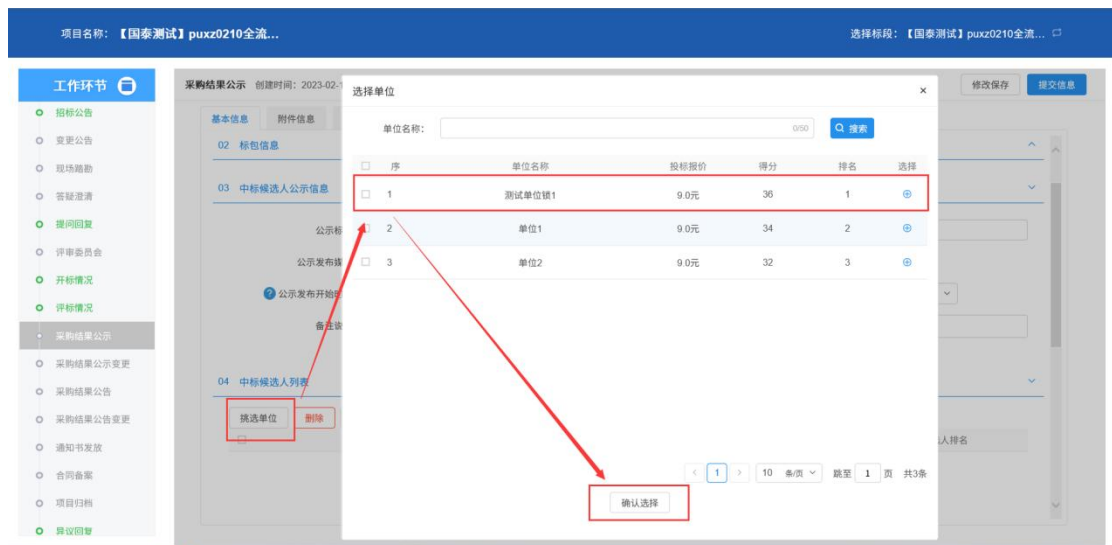 项目名称: 【国泰测试】puxz0210全流...
选择标段: 【国泰测试】puxz0210全流...
工作环节
招标公告
变更公告
现场踏勘
答疑澄清
提问回复
评审委员会
开标情况
评标情况
采购结果公示
采购结果公示变更
采购结果公告
采购结果公告变更
通知书发放
合同备案
项目归档
异议回复
采购结果公示 创建时间: 2023-02-1
修改保存 提交信息
基本信息 附件信息
02 标包信息
03 中标候选人公示信息
公示标
公示发布媒
公示发布开始时
备注说
04 中标候选人列表
挑选单位 删除
人排名
选择单位 ×
单位名称: 0/50 搜索
序 单位名称 投标报价 得分 排名 选择
1 测试单位锁1 9.0元 36 1
2 单位1 9.0元 34 2
3 单位2 9.0元 32 3
< 1 > 10 条/页 跳至 1 页 共3条
确认选择